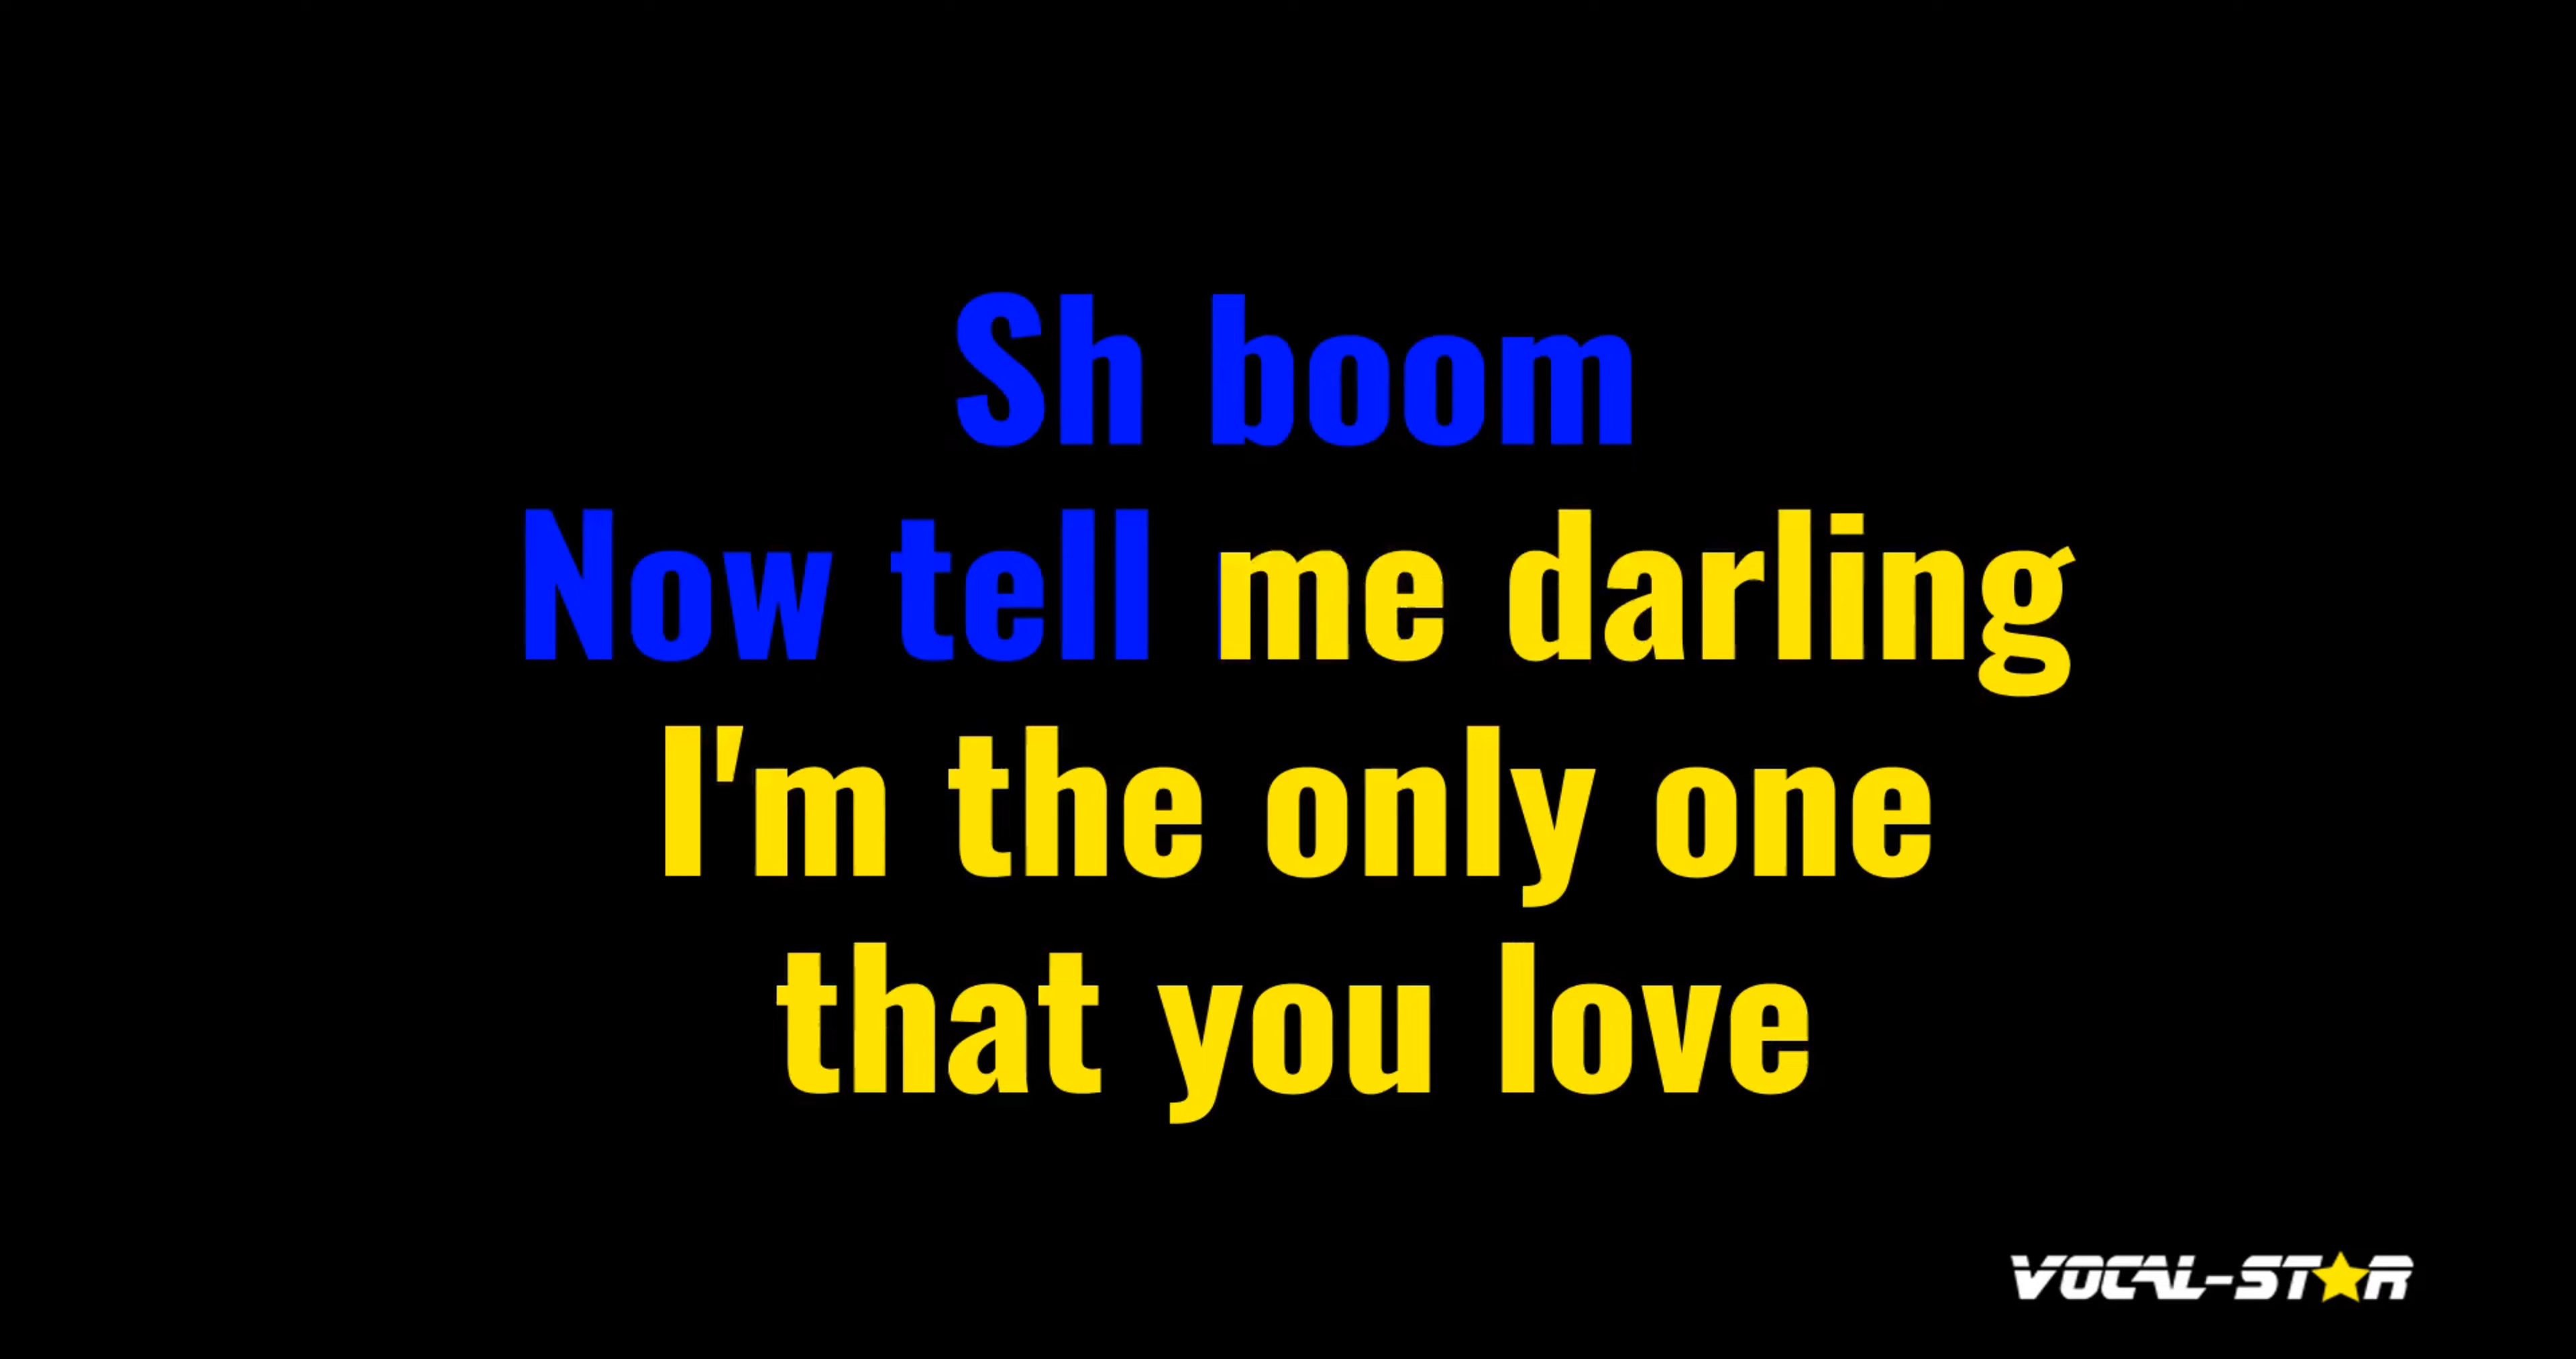 Sh boom
Now tell me darling
I'm the only one
that you love
VOCAL-STAR